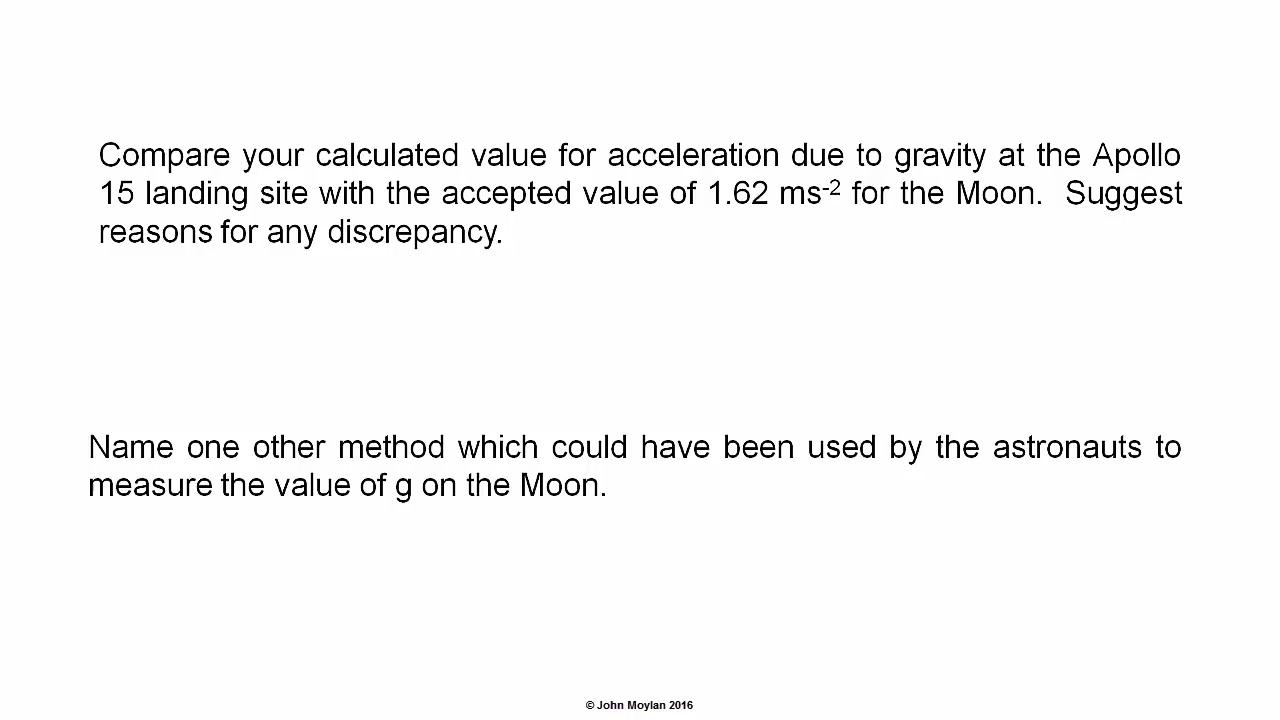 Compare your calculated value for acceleration due to gravity at the Apollo
15 landing site with the accepted value of 1.62 ms⁻² for the Moon. Suggest
reasons for any discrepancy.
Name one other method which could have been used by the astronauts to
measure the value of g on the Moon.
© John Moylan 2016